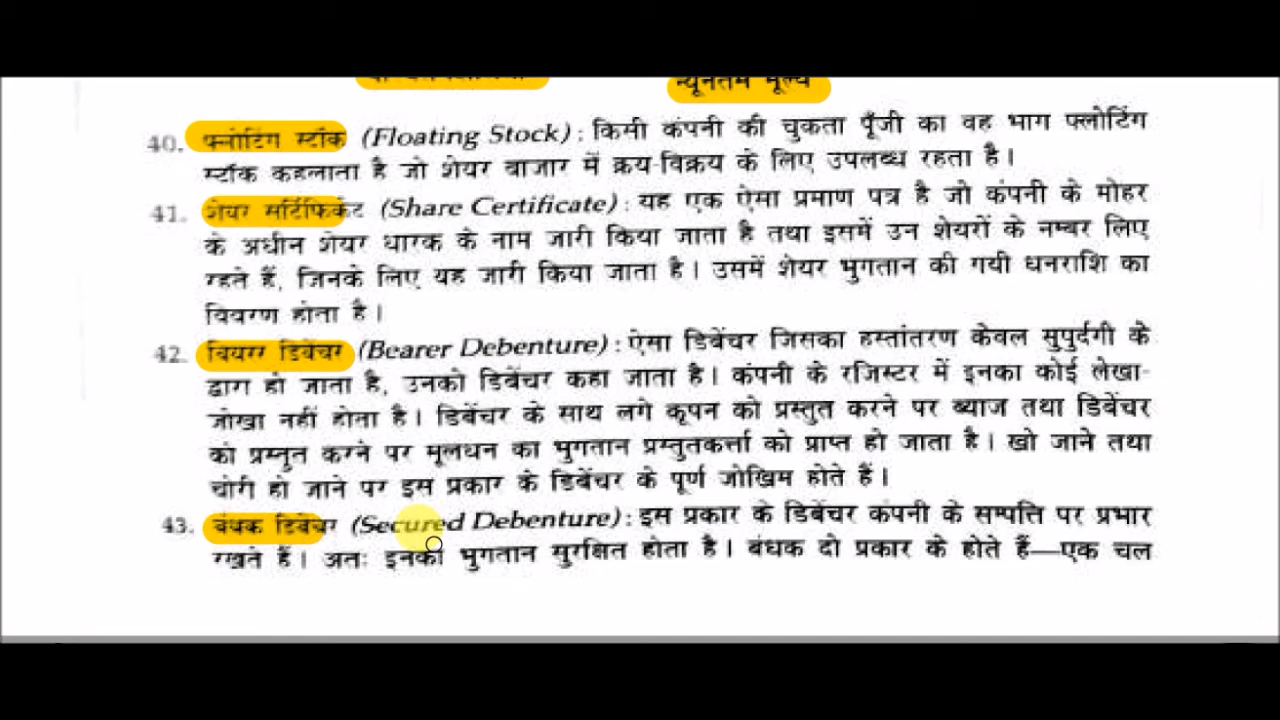 न्यूनतम मूल्य
40. फ्लोटिंग स्टॉक (Floating Stock) : किसी कंपनी की चुकता पूँजी का वह भाग फ्लोटिंग
स्टॉक कहलाता है जो शेयर बाजार में क्रय-विक्रय के लिए उपलब्ध रहता है।
41. शेयर सर्टिफिकेट (Share Certificate) : यह एक ऐसा प्रमाण पत्र है जो कंपनी के मोहर
के अधीन शेयर धारक के नाम जारी किया जाता है तथा इसमें उन शेयरों के नम्बर लिए
रहते हैं, जिनके लिए यह जारी किया जाता है। उसमें शेयर भुगतान की गयी धनराशि का
विवरण होता है।
42. बियरर डिबेंचर (Bearer Debenture) : ऐसा डिबेंचर जिसका हस्तांतरण केवल सुपुर्दगी के
द्वारा हो जाता है, उनको डिबेंचर कहा जाता है। कंपनी के रजिस्टर में इनका कोई लेखा-
जोखा नहीं होता है। डिबेंचर के साथ लगे कूपन को प्रस्तुत करने पर ब्याज तथा डिबेंचर
को प्रस्तुत करने पर मूलधन का भुगतान प्रस्तुतकर्त्ता को प्राप्त हो जाता है। खो जाने तथा
चोरी हो जाने पर इस प्रकार के डिबेंचर के पूर्ण जोखिम होते हैं।
43. बंधक डिबेंचर (Secured Debenture) : इस प्रकार के डिबेंचर कंपनी के सम्पत्ति पर प्रभार
रखते हैं। अतः इनकी भुगतान सुरक्षित होता है। बंधक दो प्रकार के होते हैं—एक चल